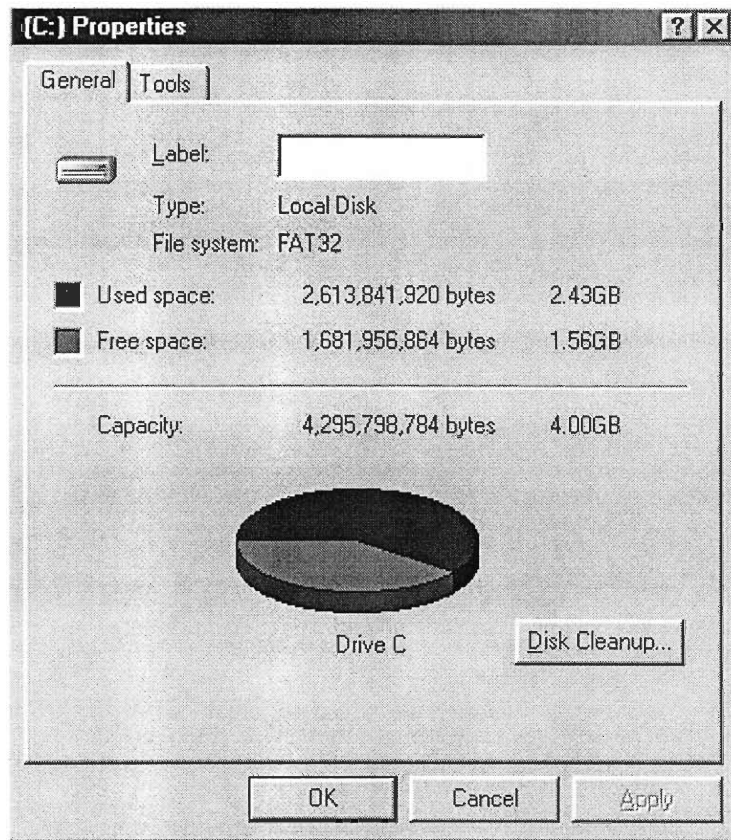 (C:) Properties ? X
General Tools
Label:
Type: Local Disk
File system: FAT32
Used space: 2,613,841,920 bytes 2.43GB
Free space: 1,681,956,864 bytes 1.56GB
Capacity: 4,295,798,784 bytes 4.00GB
Drive C
Disk Cleanup...
OK Cancel Apply